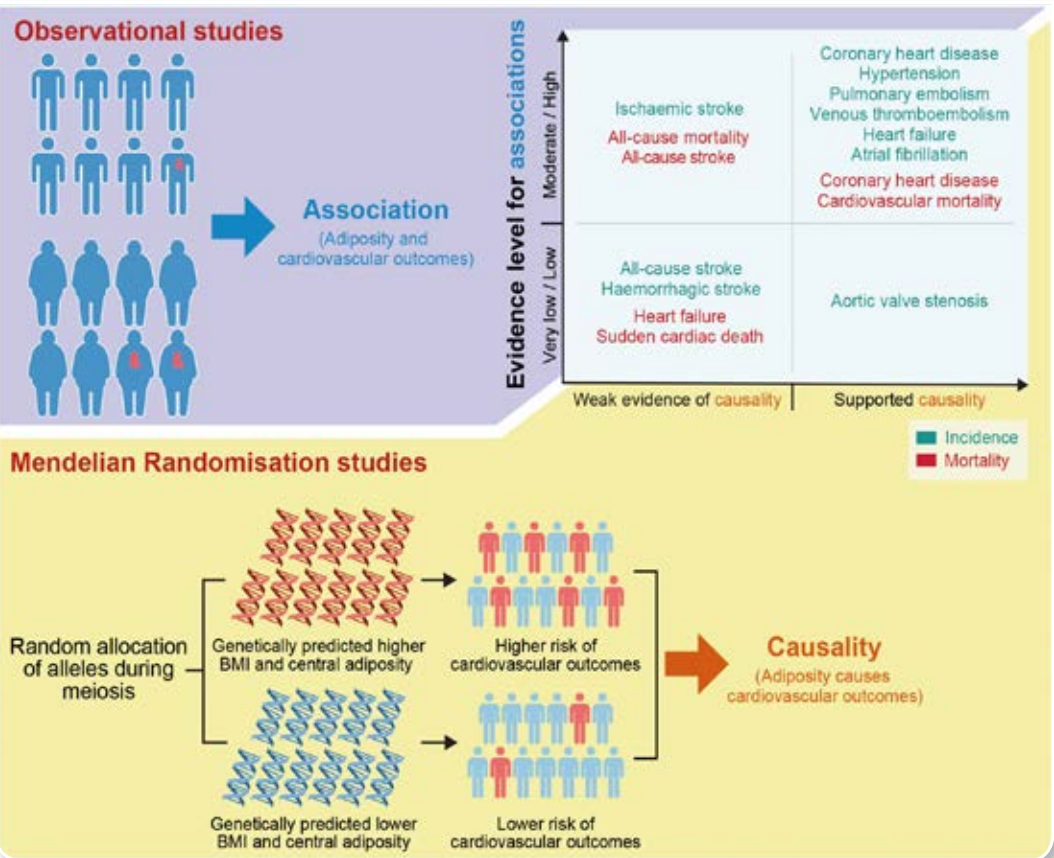 Observational studies
Association
(Adiposity and
cardiovascular outcomes)
Evidence level for associations
Moderate / High
Very low / Low
Ischaemic stroke
All-cause mortality
All-cause stroke
Coronary heart disease
Hypertension
Pulmonary embolism
Venous thromboembolism
Heart failure
Atrial fibrillation
Coronary heart disease
Cardiovascular mortality
All-cause stroke
Haemorrhagic stroke
Heart failure
Sudden cardiac death
Aortic valve stenosis
Weak evidence of causality
Supported causality
Incidence
Mortality
Mendelian Randomisation studies
Random allocation
of alleles during
meiosis
Genetically predicted higher
BMI and central adiposity
Higher risk of
cardiovascular outcomes
Genetically predicted lower
BMI and central adiposity
Lower risk of
cardiovascular outcomes
Causality
(Adiposity causes
cardiovascular outcomes)